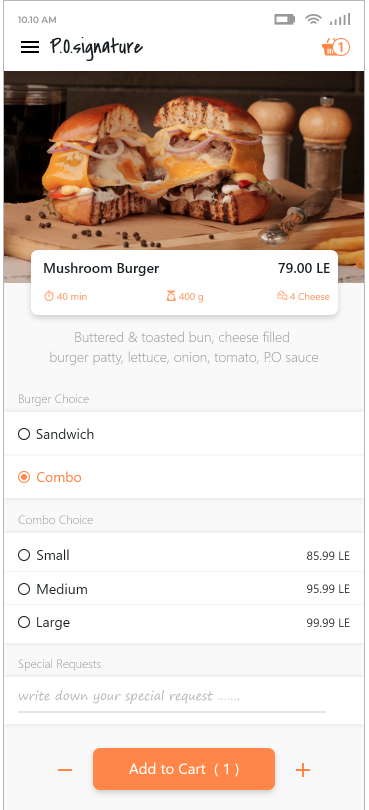 10.10 AM
P.O.signature
1
Mushroom Burger 79.00 LE
40 min 400 g 4 Cheese
Buttered & toasted bun, cheese filled
burger patty, lettuce, onion, tomato, P.O sauce
Burger Choice
Sandwich
Combo
Combo Choice
Small 85.99 LE
Medium 95.99 LE
Large 99.99 LE
Special Requests
write down your special request .......
− Add to Cart ( 1 ) +